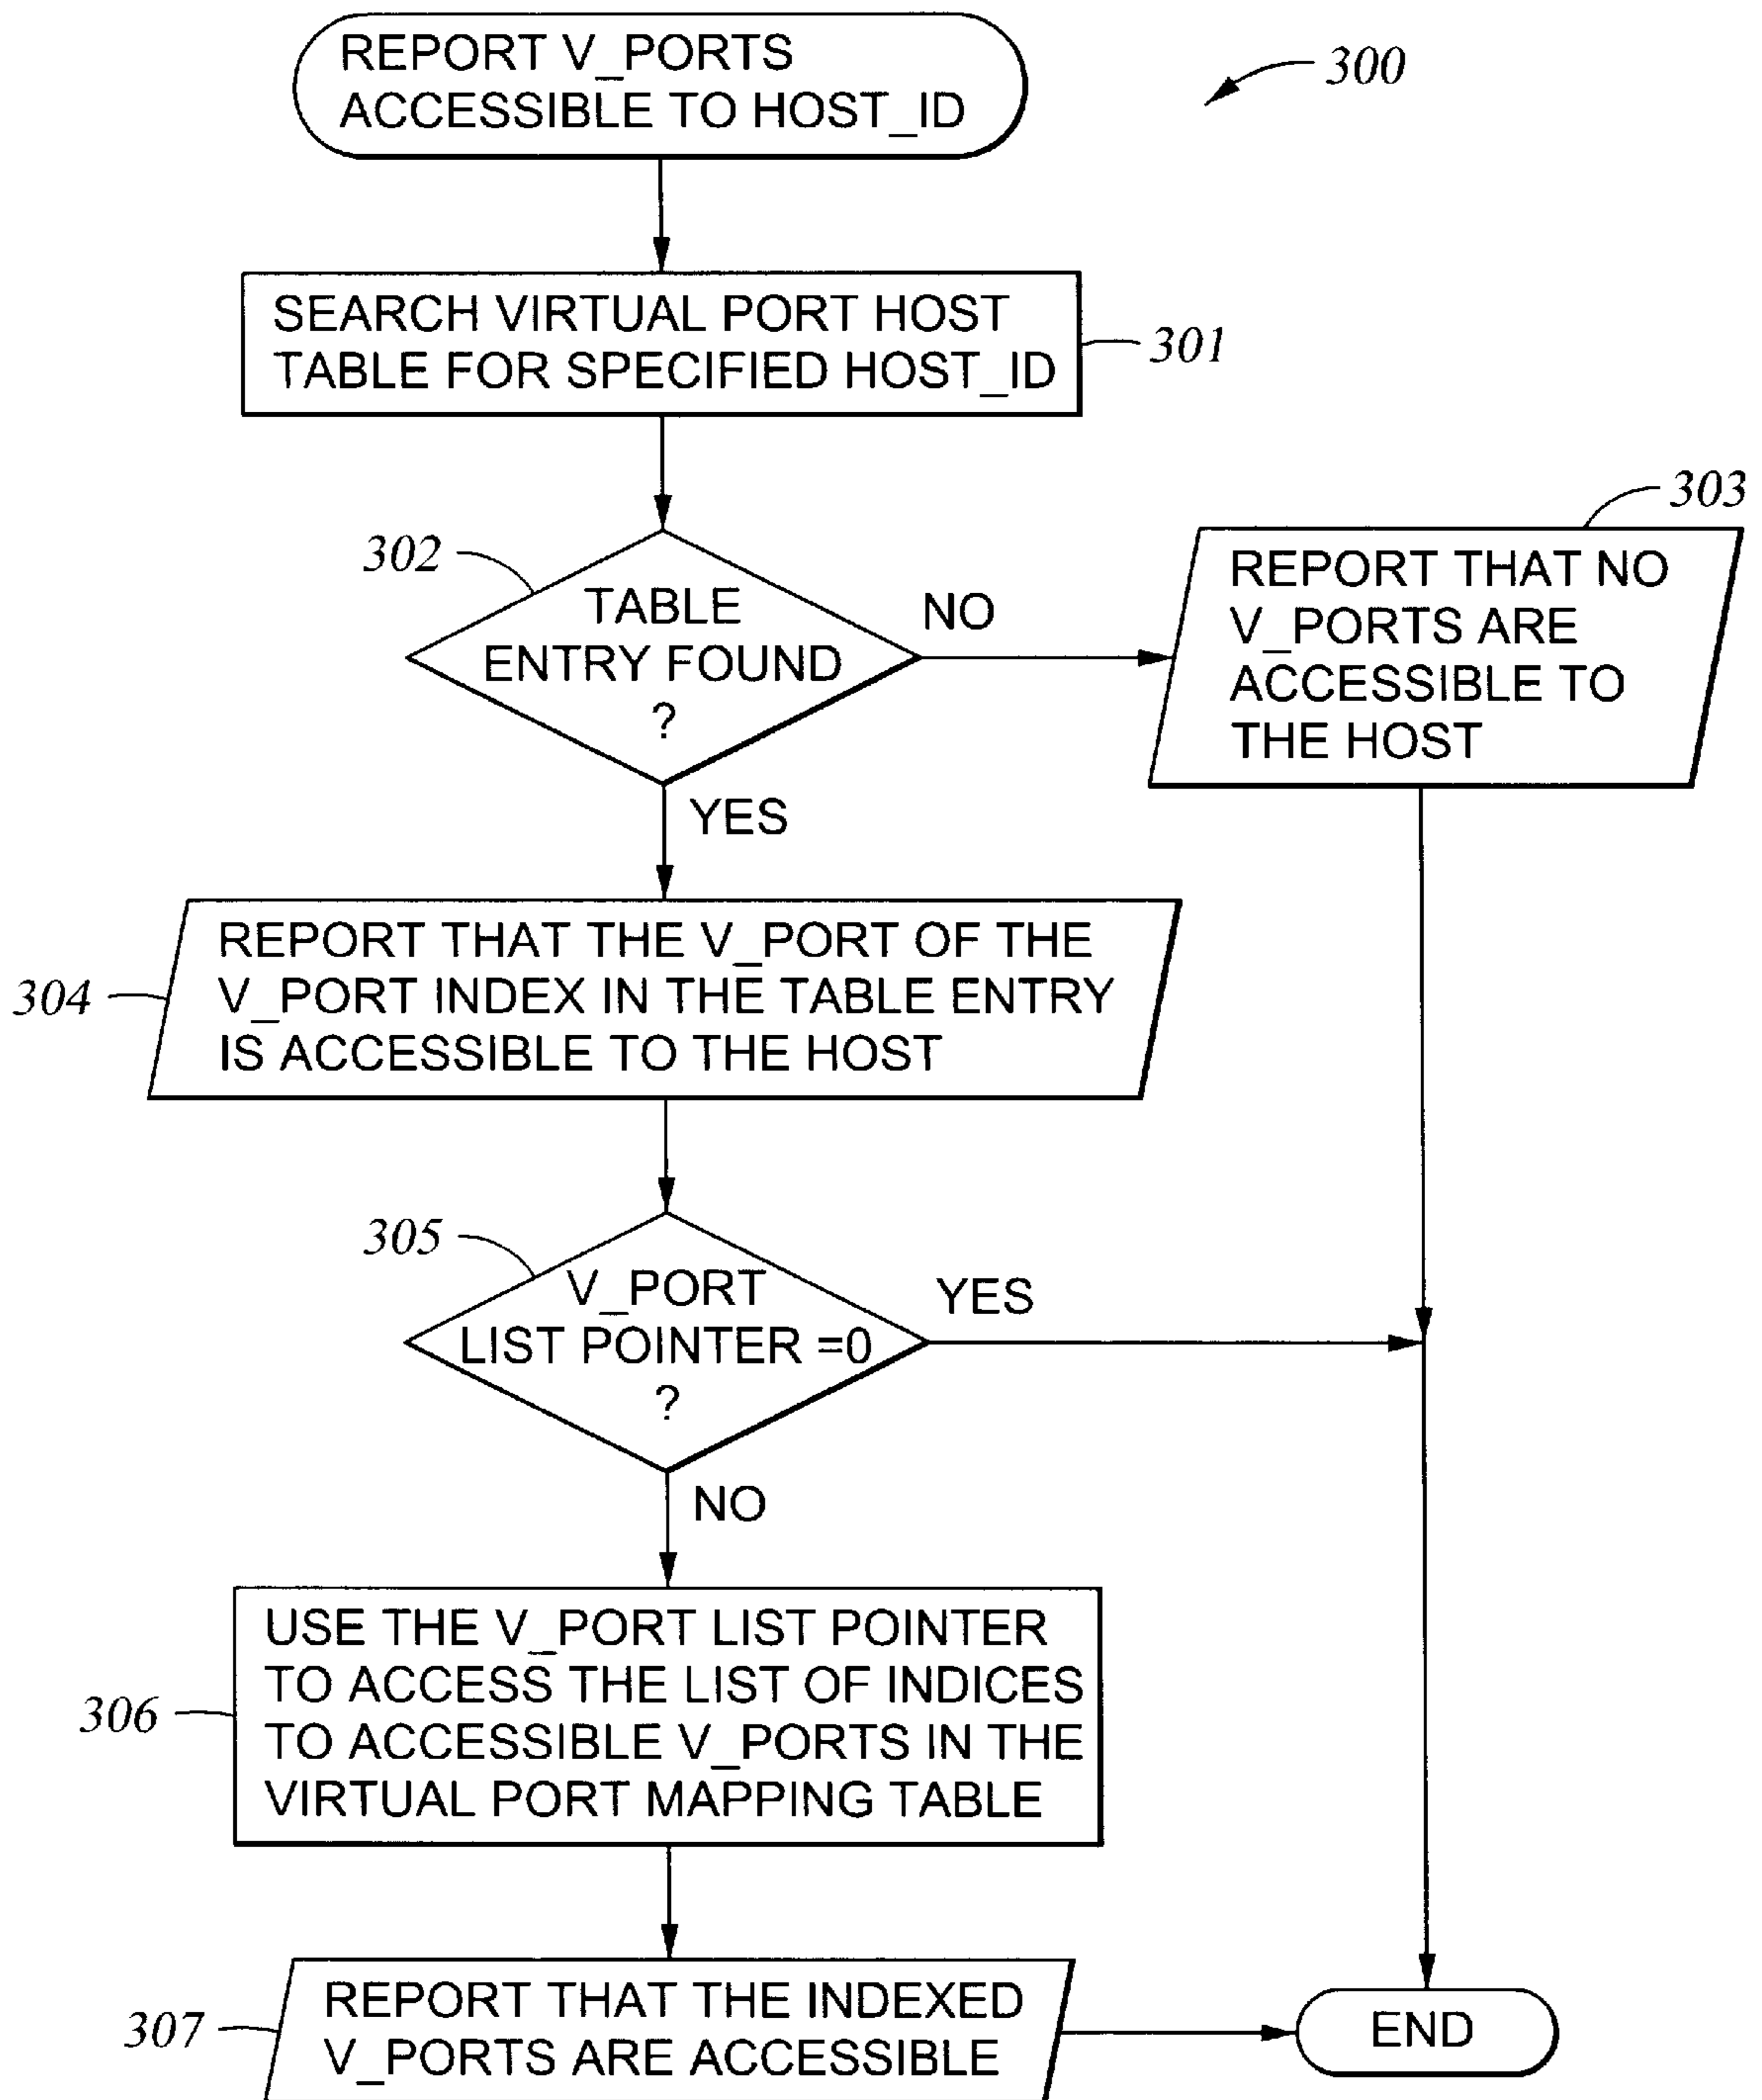 REPORT V_PORTS
ACCESSIBLE TO HOST_ID
300
SEARCH VIRTUAL PORT HOST
TABLE FOR SPECIFIED HOST_ID
301
302
TABLE
ENTRY FOUND
?
NO
303
REPORT THAT NO
V_PORTS ARE
ACCESSIBLE TO
THE HOST
YES
304
REPORT THAT THE V_PORT OF THE
V_PORT INDEX IN THE TABLE ENTRY
IS ACCESSIBLE TO THE HOST
305
V_PORT
LIST POINTER =0
?
YES
NO
306
USE THE V_PORT LIST POINTER
TO ACCESS THE LIST OF INDICES
TO ACCESSIBLE V_PORTS IN THE
VIRTUAL PORT MAPPING TABLE
307
REPORT THAT THE INDEXED
V_PORTS ARE ACCESSIBLE
END